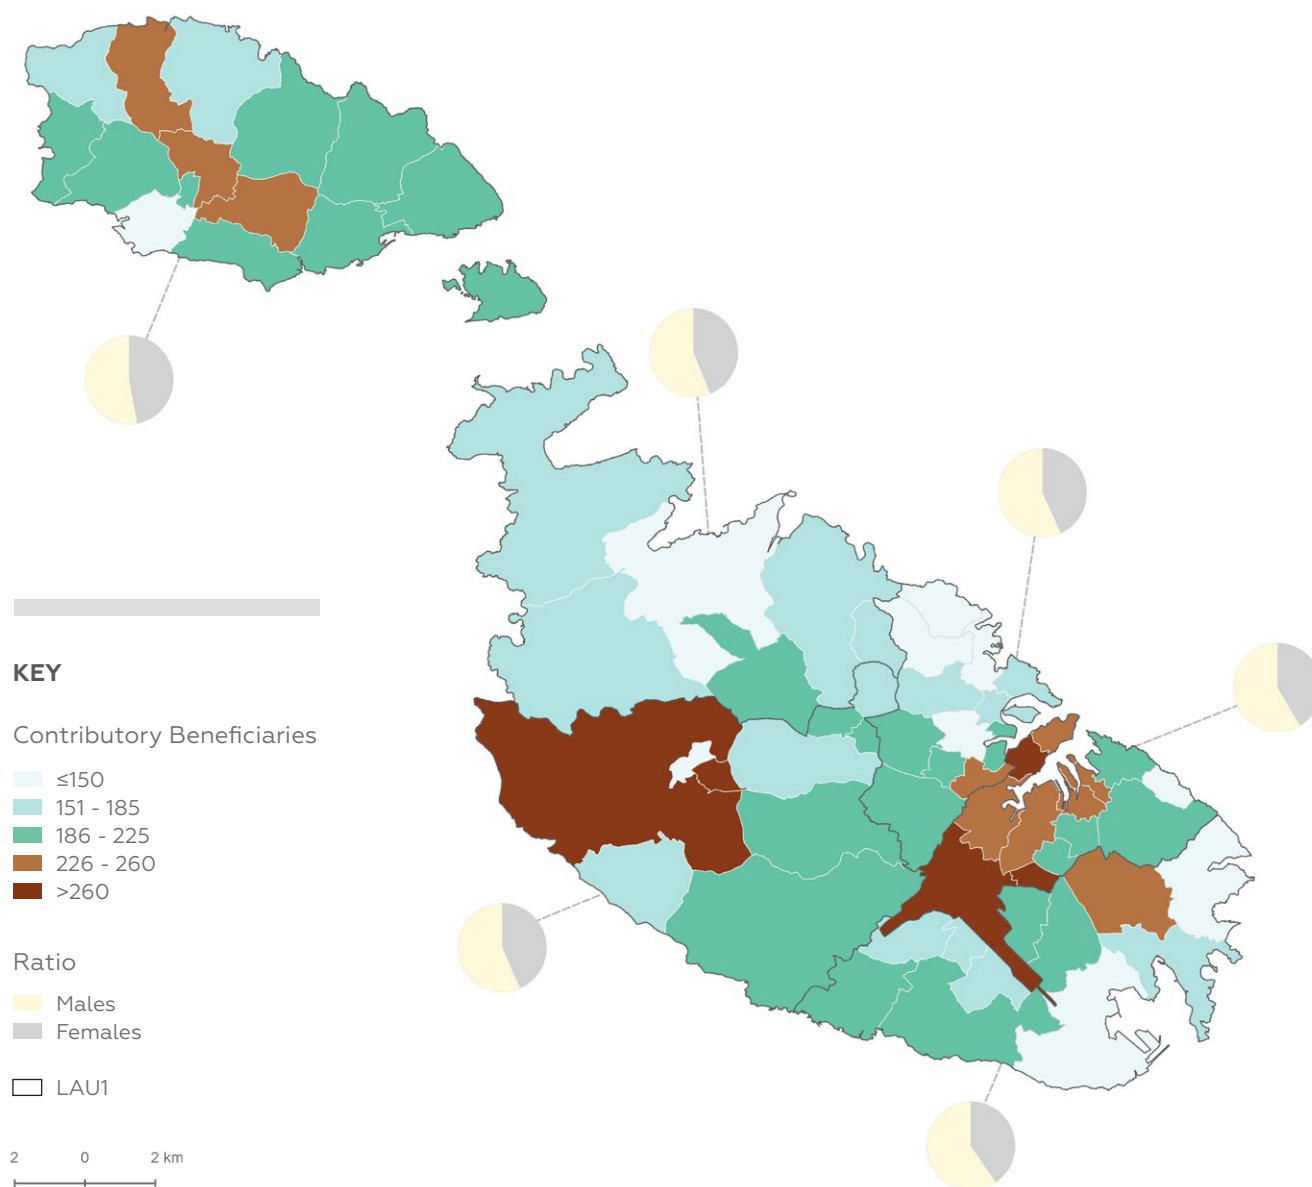 KEY
Contributory Beneficiaries
≤150
151 - 185
186 - 225
226 - 260
>260
Ratio
Males
Females
LAU1
2 0 2 km